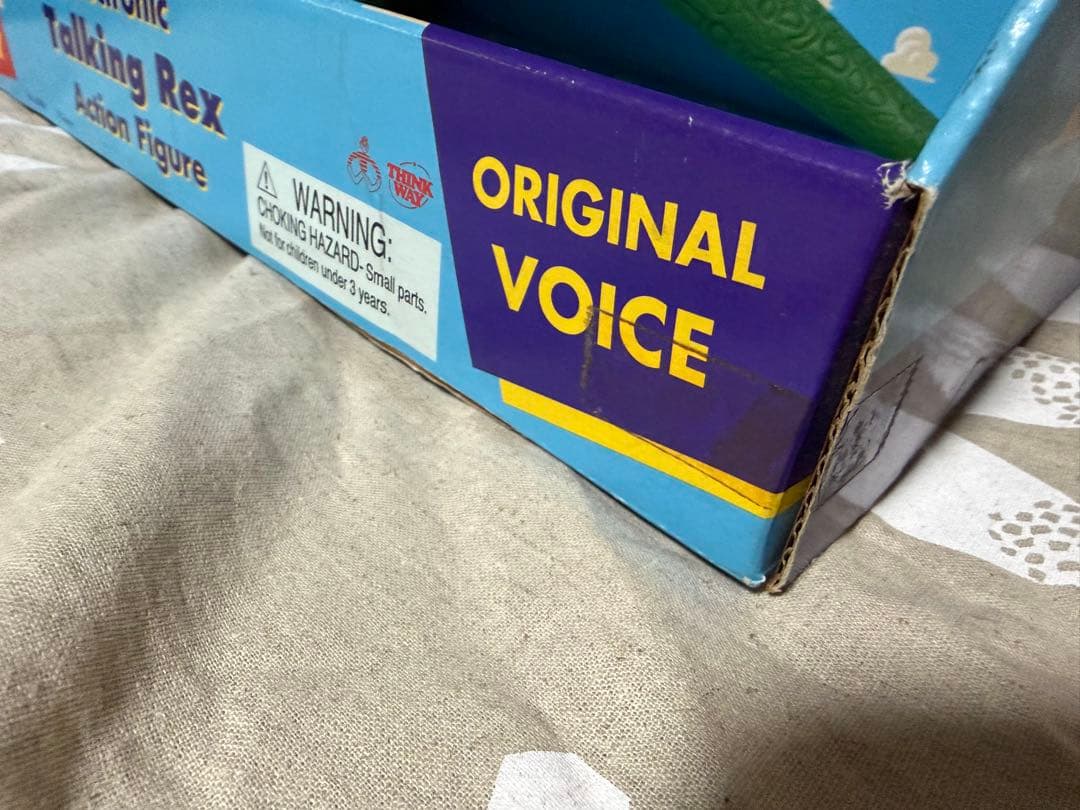 Talking Rex
Action Figure
THINK
WAY
WARNING:
CHOKING HAZARD- Small parts.
Not for children under 3 years.
ORIGINAL
VOICE